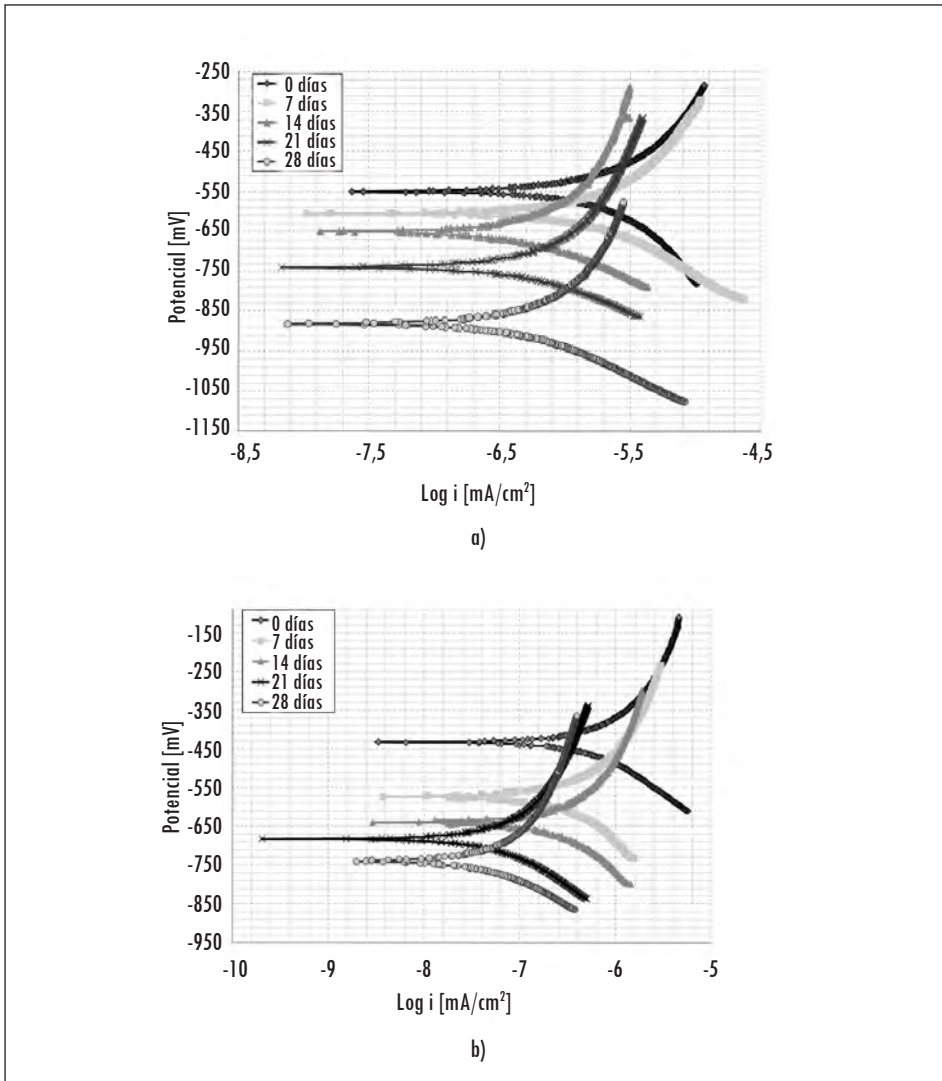 -250
-350
-450
-550
-650
-750
-850
-950
-1050
-1150
Potencial [mV]
0 días
7 días
14 días
21 días
28 días
-8,5 -7,5 -6,5 -5,5 -4,5
Log i [mA/cm²]
a)
-150
-250
-350
-450
-550
-650
-750
-850
-950
Potencial [mV]
0 días
7 días
14 días
21 días
28 días
-10 -9 -8 -7 -6 -5
Log i [mA/cm²]
b)